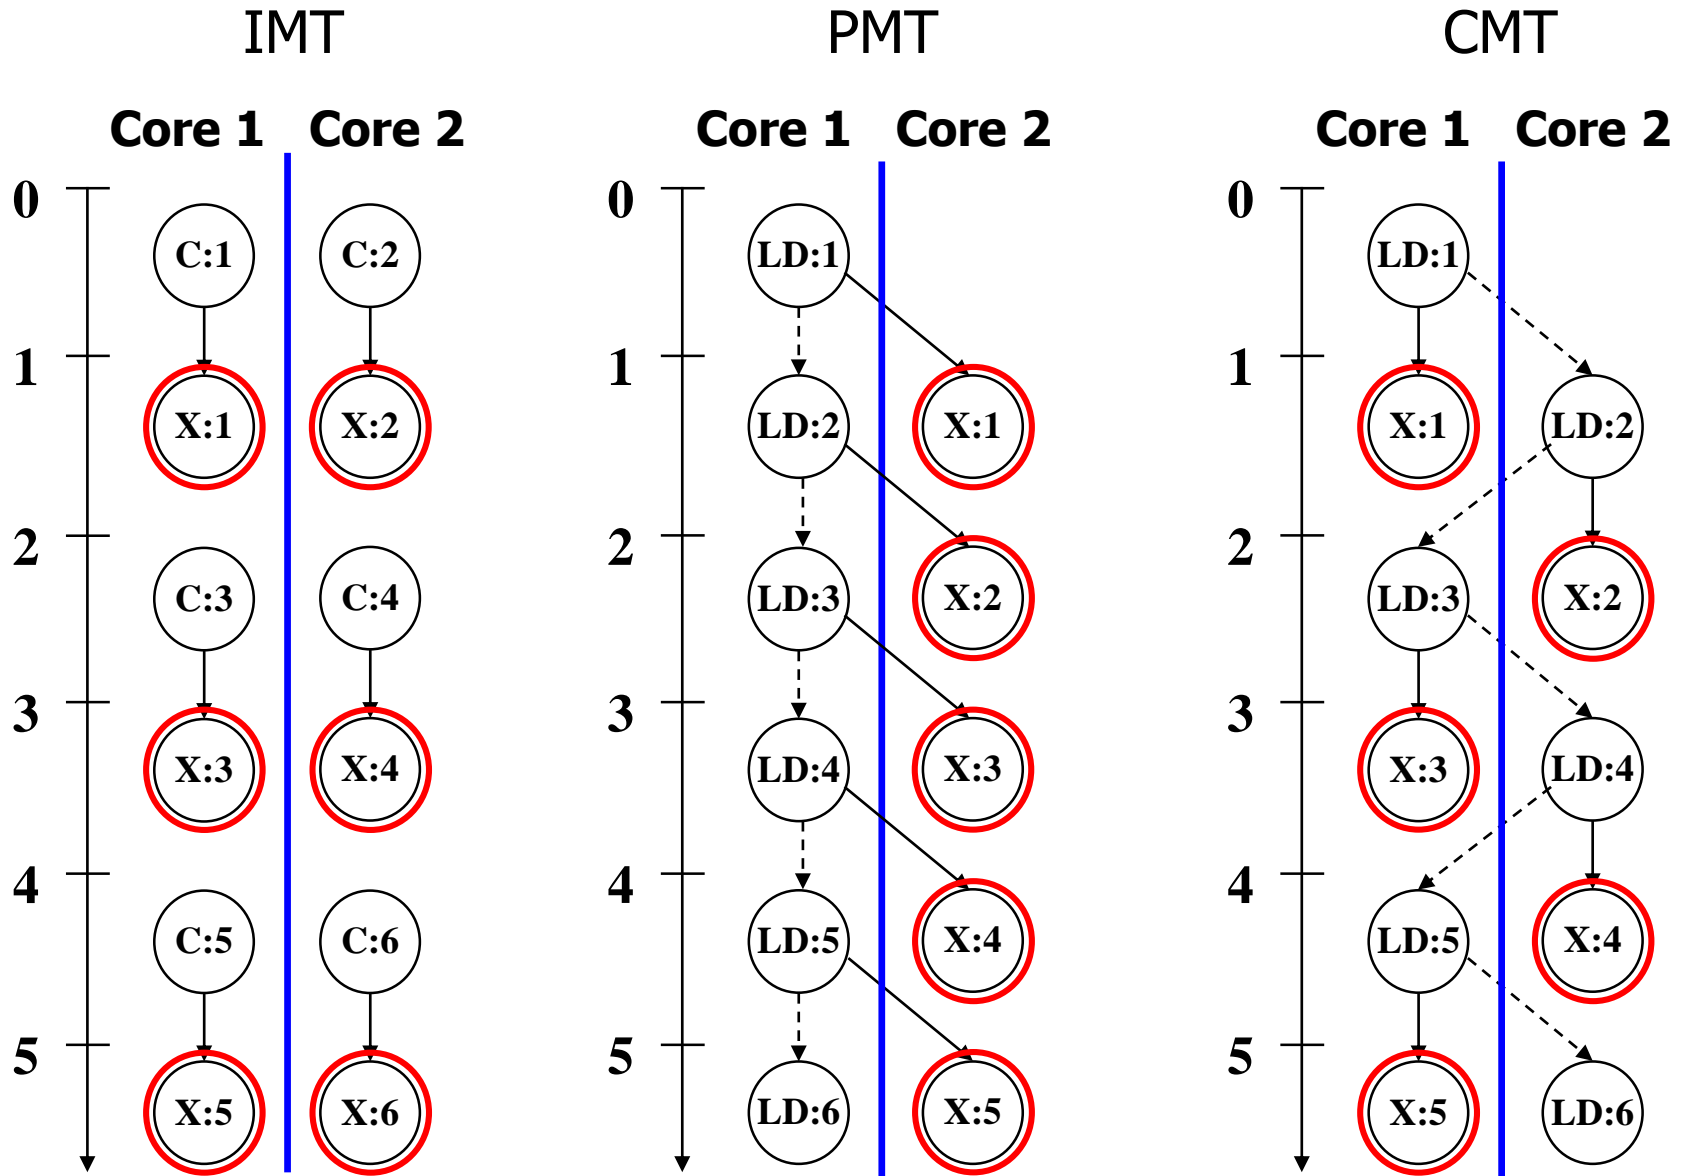 IMT PMT CMT
Core 1 Core 2 Core 1 Core 2 Core 1 Core 2
0 0 0
C:1 C:2 LD:1 LD:1
1 1 1
X:1 X:2 LD:2 X:1 X:1 LD:2
2 2 2
C:3 C:4 LD:3 X:2 LD:3 X:2
3 3 3
X:3 X:4 LD:4 X:3 X:3 LD:4
4 4 4
C:5 C:6 LD:5 X:4 LD:5 X:4
5 5 5
X:5 X:6 LD:6 X:5 X:5 LD:6